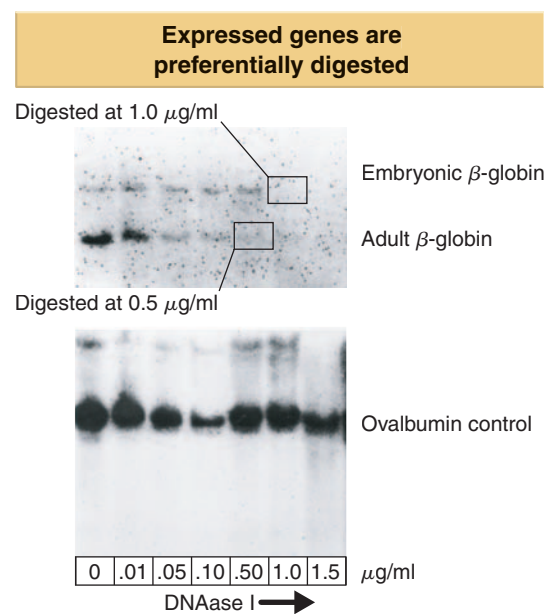 Expressed genes are
preferentially digested
Digested at 1.0 μg/ml
Embryonic β-globin
Adult β-globin
Digested at 0.5 μg/ml
Ovalbumin control
0 .01 .05 .10 .50 1.0 1.5 μg/ml
DNAase I